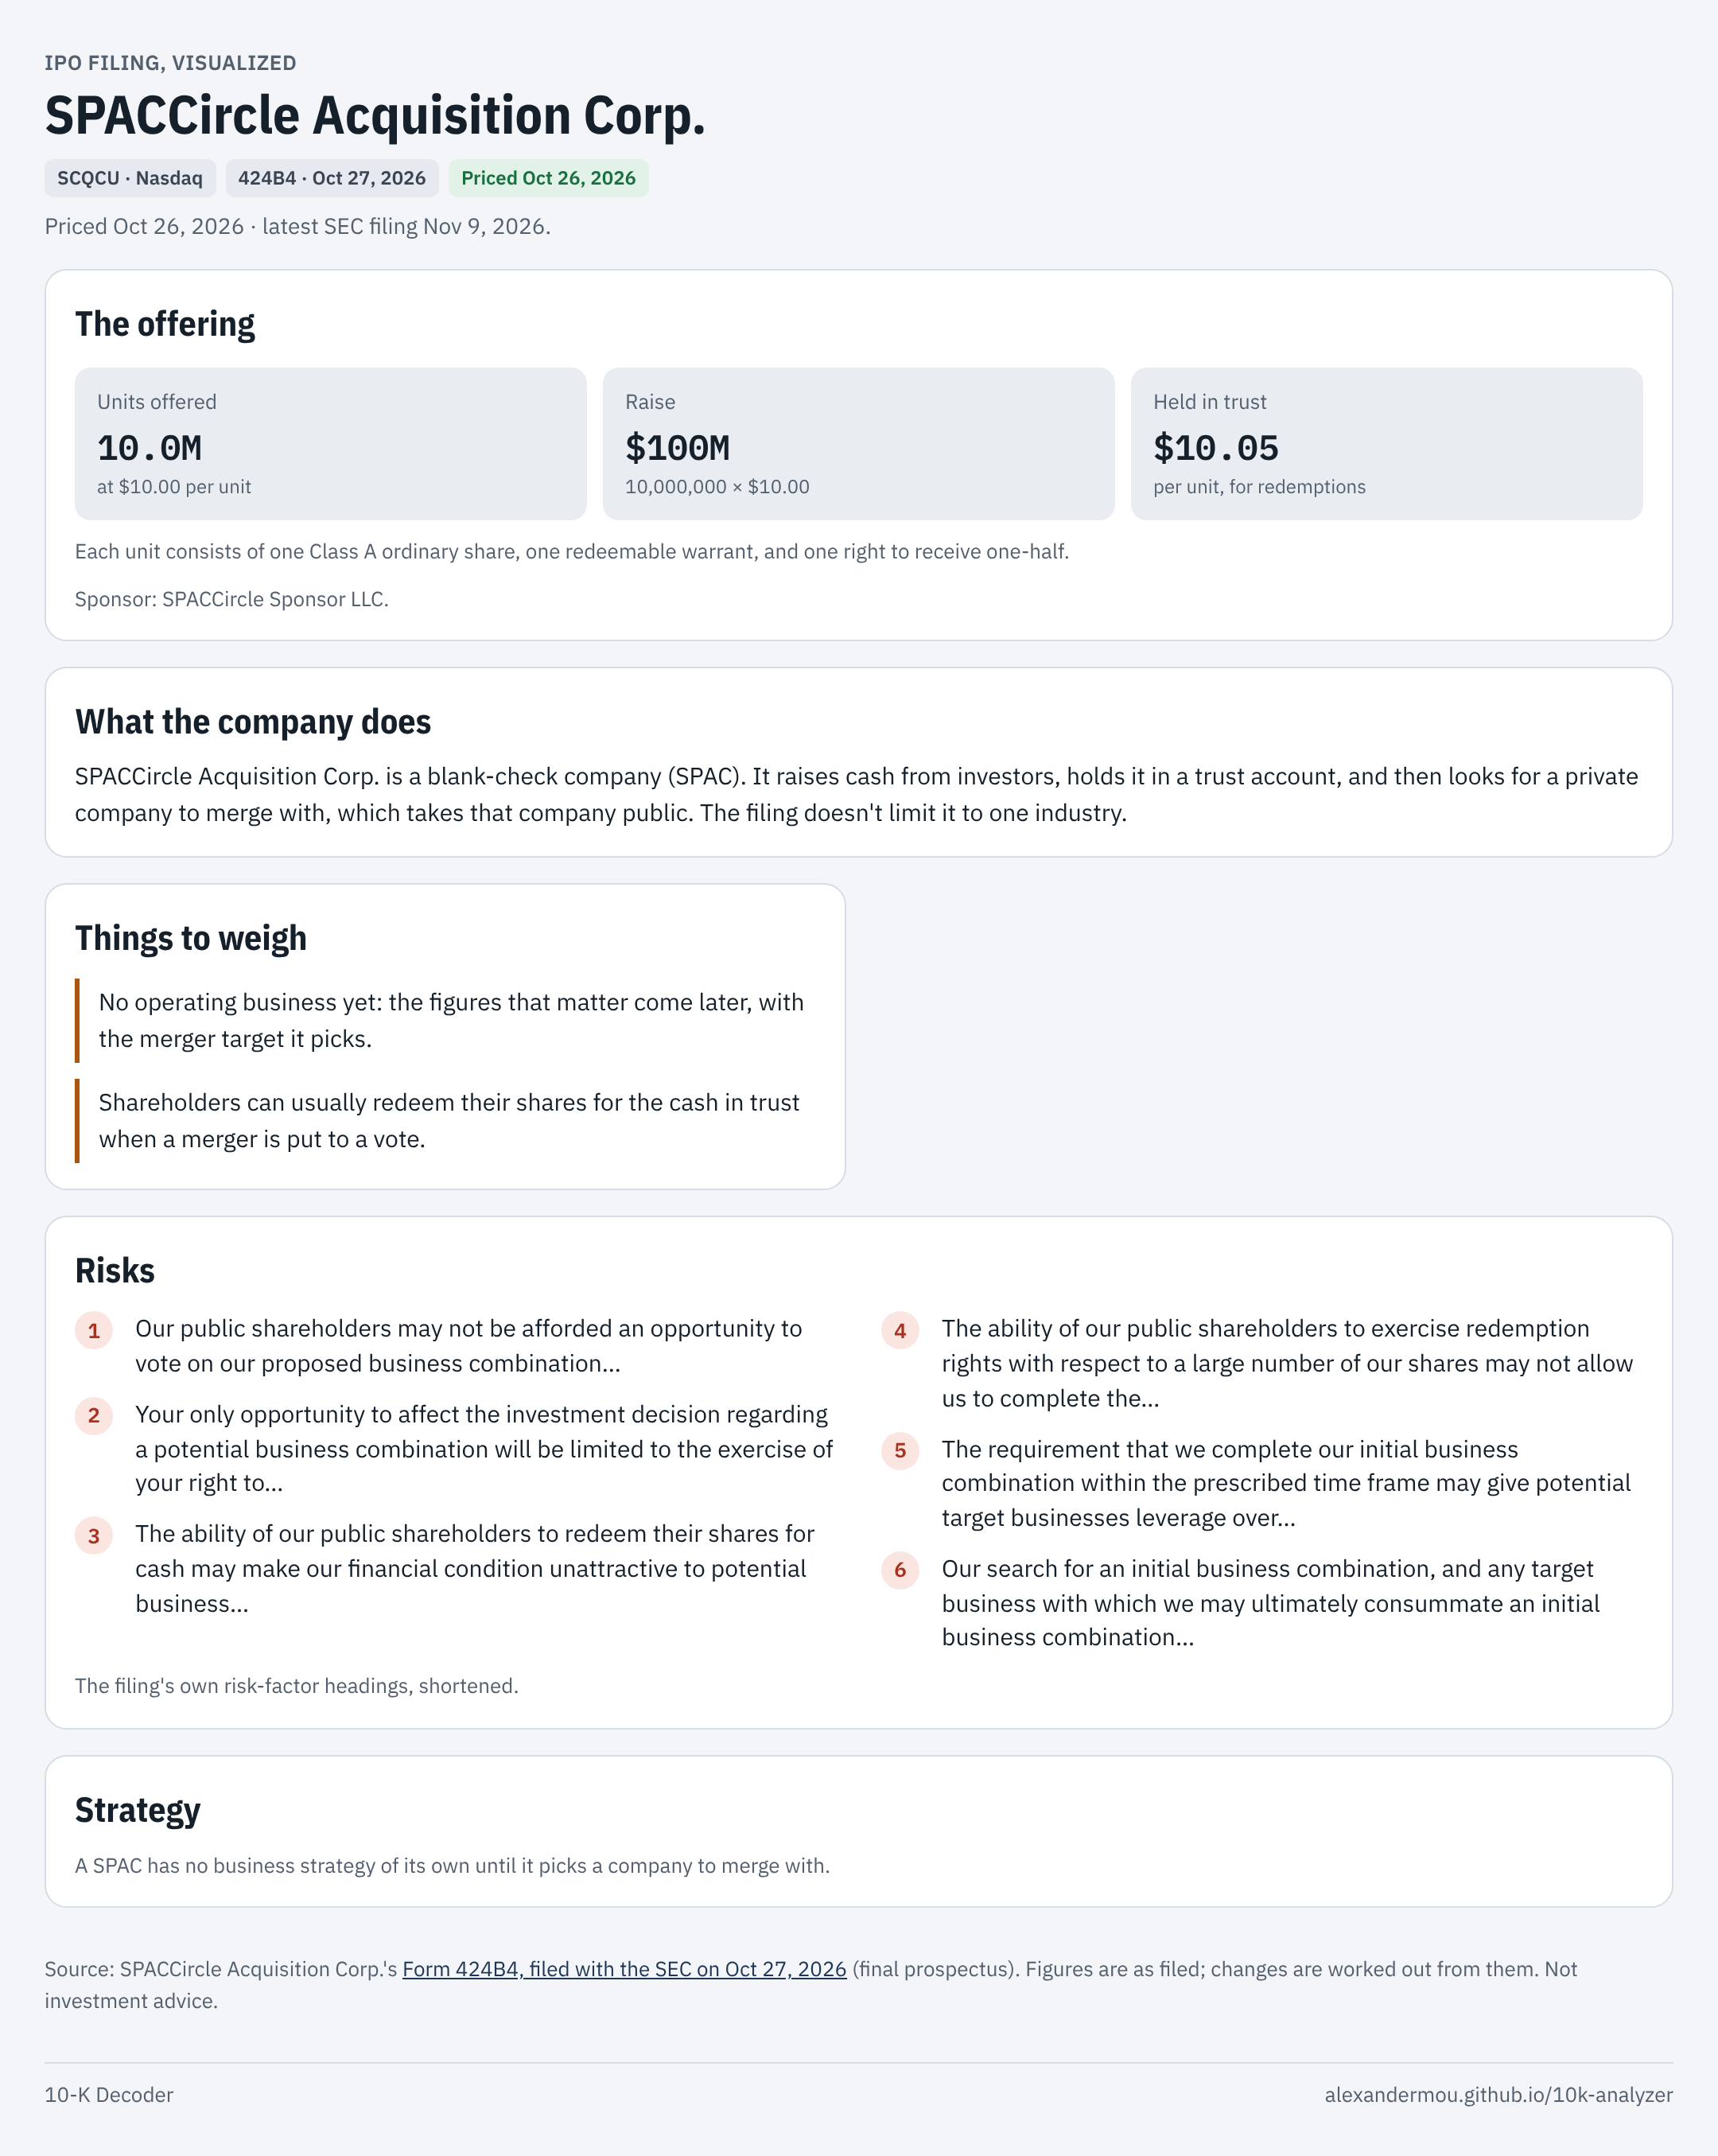 IPO FILING, VISUALIZED
SPACCircle Acquisition Corp.
SCQCU · Nasdaq
424B4 · Oct 27, 2026
Priced Oct 26, 2026
Priced Oct 26, 2026 · latest SEC filing Nov 9, 2026.
The offering
Units offered
10.0M
at $10.00 per unit
Raise
$100M
10,000,000 × $10.00
Held in trust
$10.05
per unit, for redemptions
Each unit consists of one Class A ordinary share, one redeemable warrant, and one right to receive one-half.
Sponsor: SPACCircle Sponsor LLC.
What the company does
SPACCircle Acquisition Corp. is a blank-check company (SPAC). It raises cash from investors, holds it in a trust account, and then looks for a private
company to merge with, which takes that company public. The filing doesn't limit it to one industry.
Things to weigh
No operating business yet: the figures that matter come later, with
the merger target it picks.
Shareholders can usually redeem their shares for the cash in trust
when a merger is put to a vote.
Risks
1 Our public shareholders may not be afforded an opportunity to
vote on our proposed business combination…
2 Your only opportunity to affect the investment decision regarding
a potential business combination will be limited to the exercise of
your right to…
3 The ability of our public shareholders to redeem their shares for
cash may make our financial condition unattractive to potential
business…
4 The ability of our public shareholders to exercise redemption
rights with respect to a large number of our shares may not allow
us to complete the…
5 The requirement that we complete our initial business
combination within the prescribed time frame may give potential
target businesses leverage over…
6 Our search for an initial business combination, and any target
business with which we may ultimately consummate an initial
business combination…
The filing's own risk-factor headings, shortened.
Strategy
A SPAC has no business strategy of its own until it picks a company to merge with.
Source: SPACCircle Acquisition Corp.'s Form 424B4, filed with the SEC on Oct 27, 2026 (final prospectus). Figures are as filed; changes are worked out from them. Not
investment advice.
10-K Decoder
alexandermou.github.io/10k-analyzer